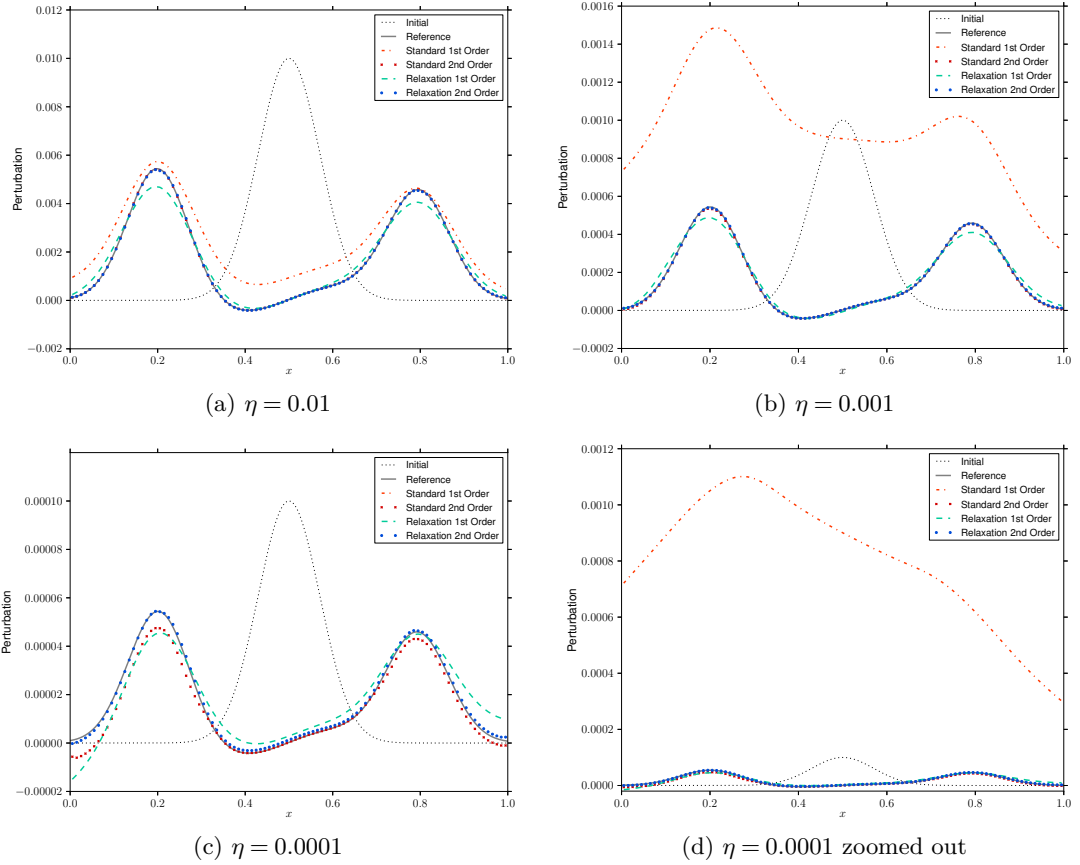 0.012
0.010
0.008
0.006
0.004
0.002
0.000
−0.002
Perturbation
0.0 0.2 0.4 0.6 0.8 1.0
x
Initial
Reference
Standard 1st Order
Standard 2nd Order
Relaxation 1st Order
Relaxation 2nd Order
(a) η = 0.01
0.0016
0.0014
0.0012
0.0010
0.0008
0.0006
0.0004
0.0002
0.0000
−0.0002
Perturbation
0.0 0.2 0.4 0.6 0.8 1.0
x
Initial
Reference
Standard 1st Order
Standard 2nd Order
Relaxation 1st Order
Relaxation 2nd Order
(b) η = 0.001
0.00010
0.00008
0.00006
0.00004
0.00002
0.00000
−0.00002
Perturbation
0.0 0.2 0.4 0.6 0.8 1.0
x
Initial
Reference
Standard 1st Order
Standard 2nd Order
Relaxation 1st Order
Relaxation 2nd Order
(c) η = 0.0001
0.0012
0.0010
0.0008
0.0006
0.0004
0.0002
0.0000
Perturbation
0.0 0.2 0.4 0.6 0.8 1.0
x
Initial
Reference
Standard 1st Order
Standard 2nd Order
Relaxation 1st Order
Relaxation 2nd Order
(d) η = 0.0001 zoomed out